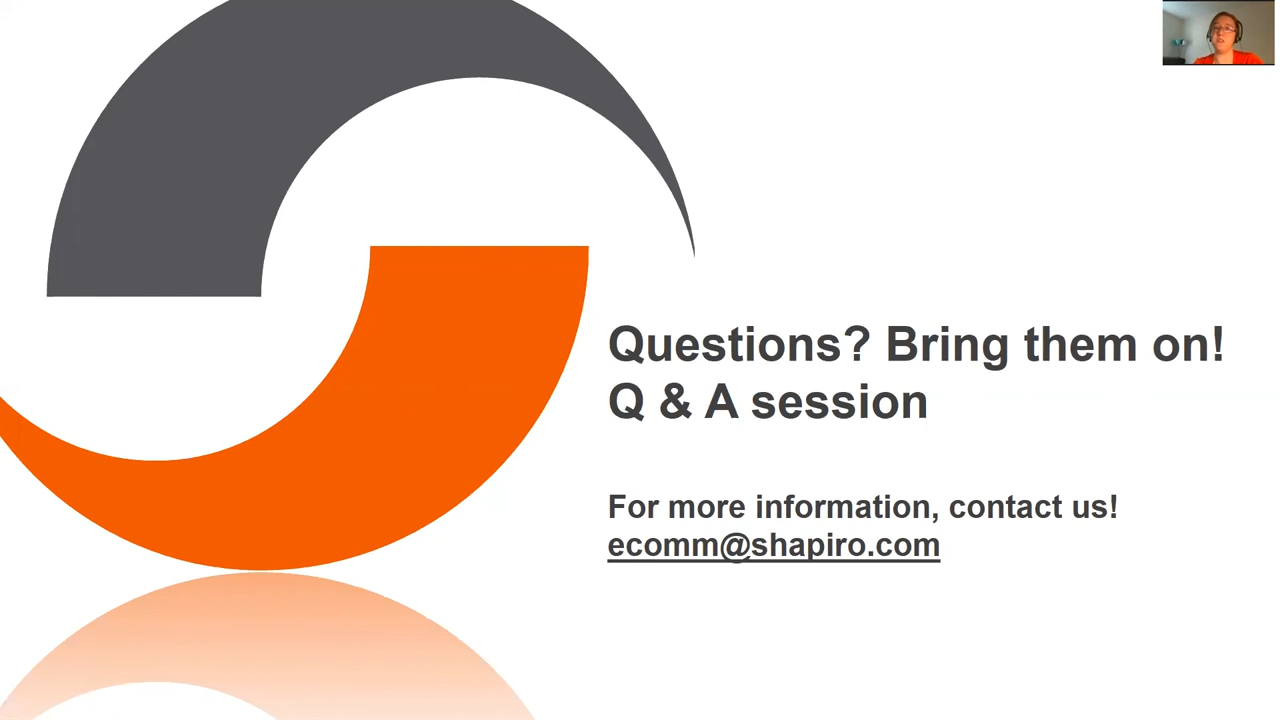 Questions? Bring them on!
Q & A session
For more information, contact us!
ecomm@shapiro.com